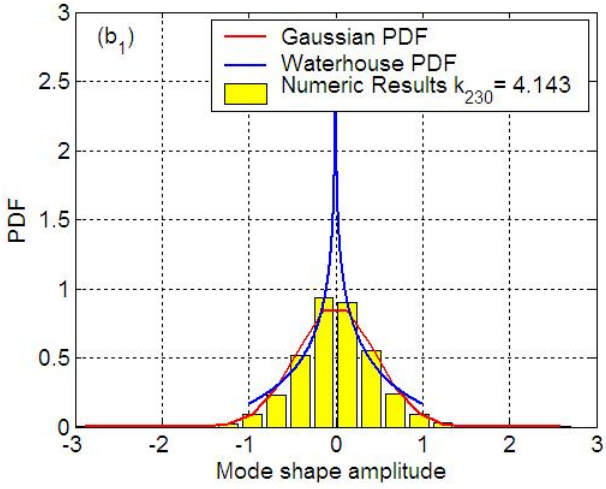 (b₁)
Gaussian PDF
Waterhouse PDF
Numeric Results k₂₃₀= 4.143
3
2.5
2
1.5
1
0.5
0
PDF
-3 -2 -1 0 1 2 3
Mode shape amplitude